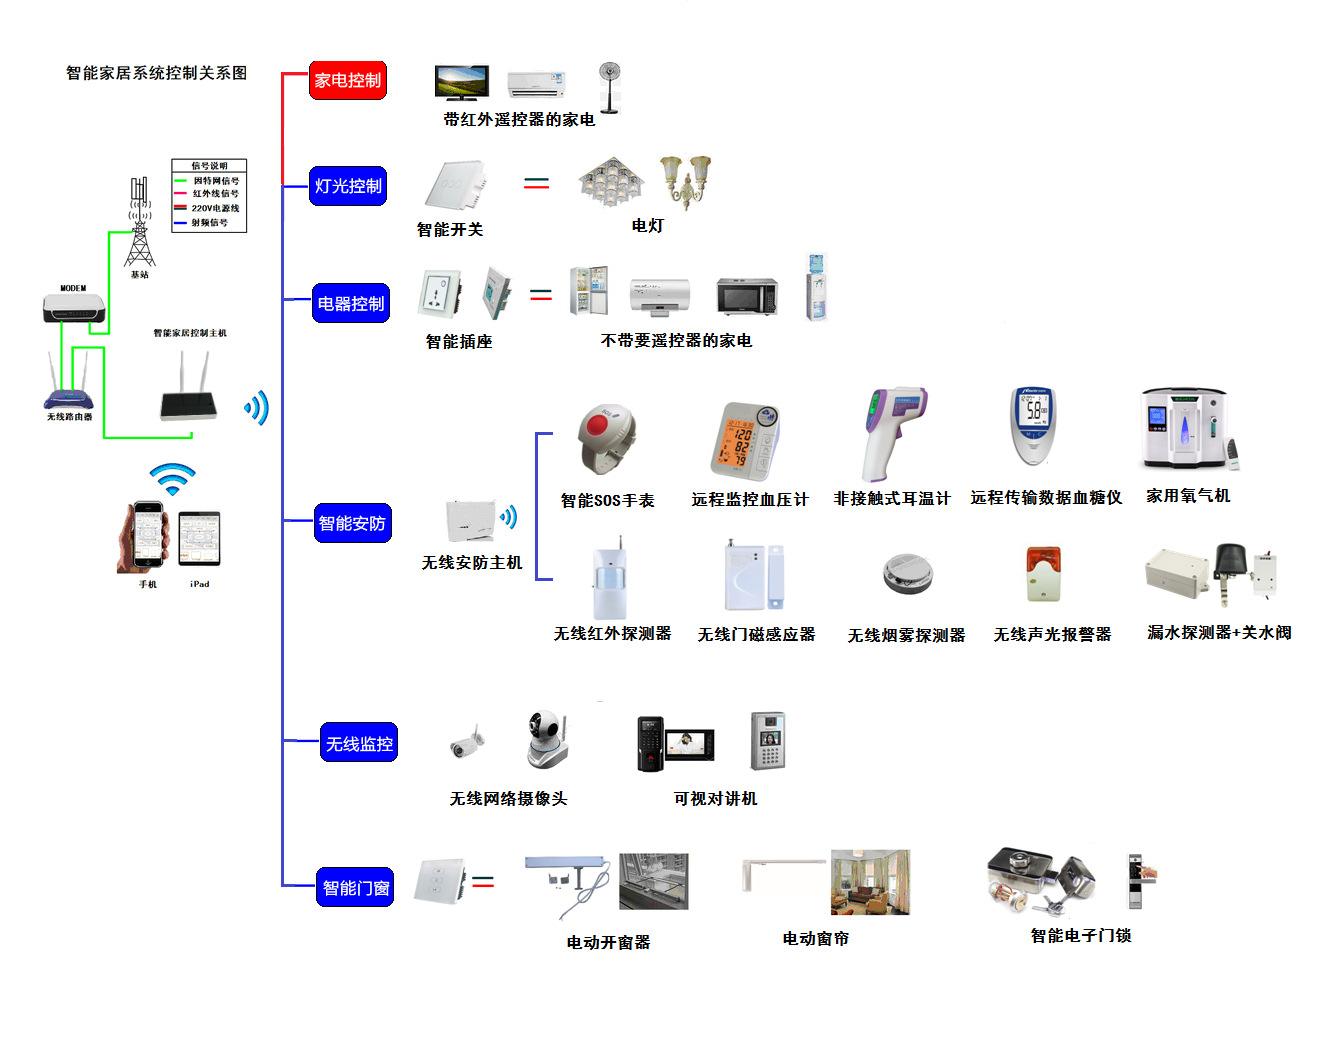 智能家居系统控制关系图
信号说明
因特网信号
红外线信号
220V电源线
射频信号
基站
MODEM
智能家居控制主机
无线路由器
手机
iPad
家电控制
带红外遥控器的家电
灯光控制
智能开关
电灯
电器控制
智能插座
不带要遥控器的家电
智能安防
无线安防主机
SOS
智能SOS手表
120
82
79
远程监控血压计
非接触式耳温计
5.8
远程传输数据血糖仪
家用氧气机
无线红外探测器
无线门磁感应器
无线烟雾探测器
无线声光报警器
漏水探测器+关水阀
无线监控
无线网络摄像头
可视对讲机
智能门窗
电动开窗器
电动窗帘
智能电子门锁